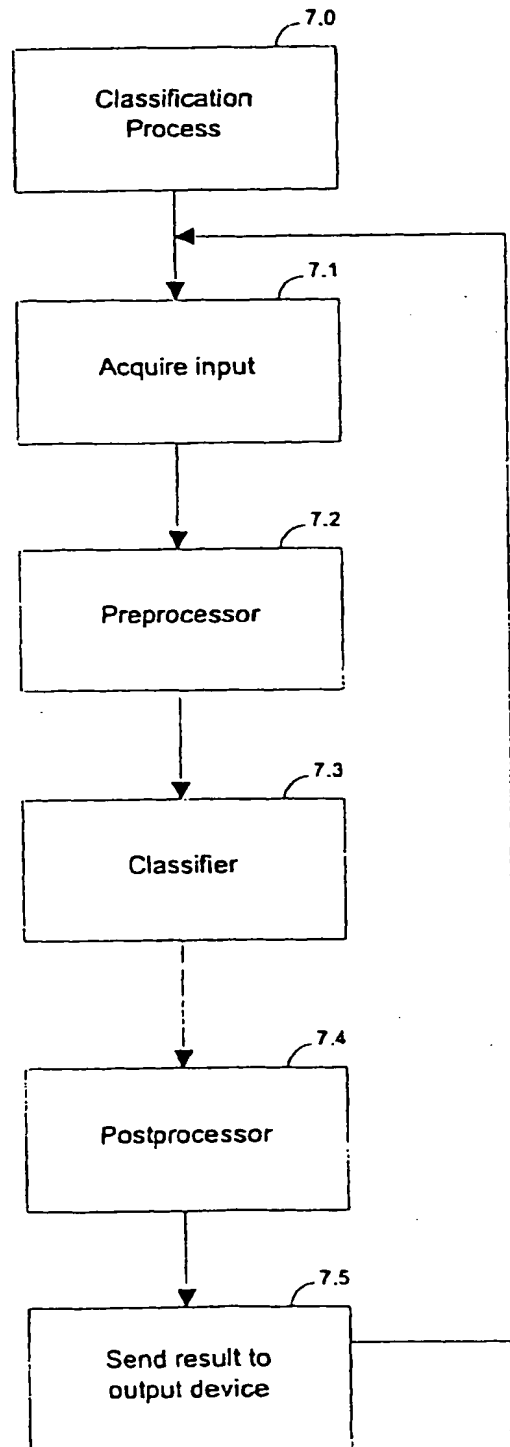 7.0
Classification
Process
7.1
Acquire input
7.2
Preprocessor
7.3
Classifier
7.4
Postprocessor
7.5
Send result to
output device